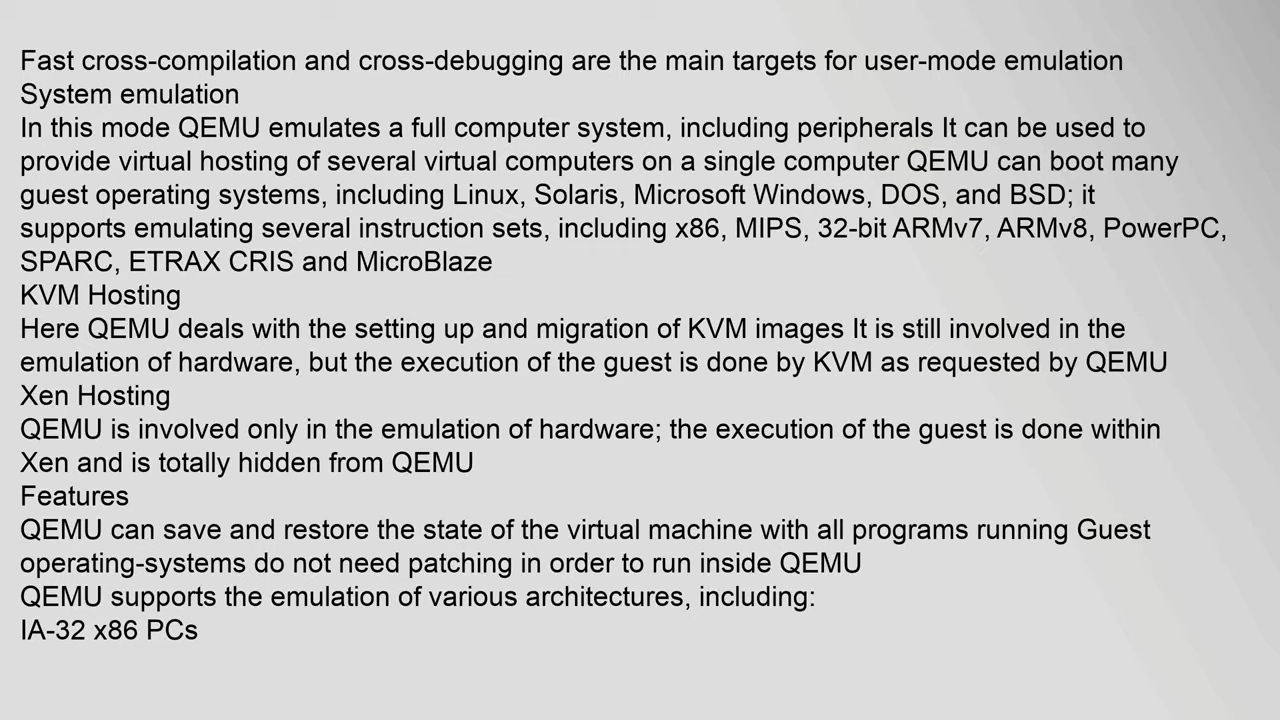 Fast cross-compilation and cross-debugging are the main targets for user-mode emulation
System emulation
In this mode QEMU emulates a full computer system, including peripherals It can be used to
provide virtual hosting of several virtual computers on a single computer QEMU can boot many
guest operating systems, including Linux, Solaris, Microsoft Windows, DOS, and BSD; it
supports emulating several instruction sets, including x86, MIPS, 32-bit ARMv7, ARMv8, PowerPC,
SPARC, ETRAX CRIS and MicroBlaze
KVM Hosting
Here QEMU deals with the setting up and migration of KVM images It is still involved in the
emulation of hardware, but the execution of the guest is done by KVM as requested by QEMU
Xen Hosting
QEMU is involved only in the emulation of hardware; the execution of the guest is done within
Xen and is totally hidden from QEMU
Features
QEMU can save and restore the state of the virtual machine with all programs running Guest
operating-systems do not need patching in order to run inside QEMU
QEMU supports the emulation of various architectures, including:
IA-32 x86 PCs